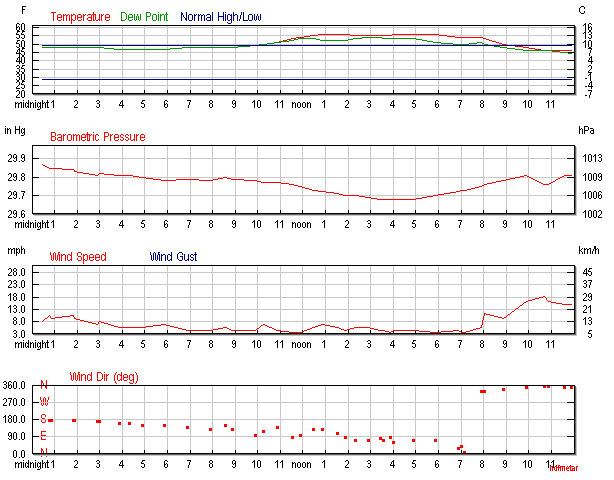 F Temperature Dew Point Normal High/Low C
60 16
55 13
50 10
45 7
40 4
35 2
30 -1
25 -4
20 -7
midnight 1 2 3 4 5 6 7 8 9 10 11 noon 1 2 3 4 5 6 7 8 9 10 11
in Hg Barometric Pressure hPa
29.9 1013
29.8 1009
29.7 1006
29.6 1002
midnight 1 2 3 4 5 6 7 8 9 10 11 noon 1 2 3 4 5 6 7 8 9 10 11
mph Wind Speed Wind Gust km/h
28.0 45
23.0 37
18.0 29
13.0 21
8.0 13
3.0 5
midnight 1 2 3 4 5 6 7 8 9 10 11 noon 1 2 3 4 5 6 7 8 9 10 11
Wind Dir (deg)
360.0 N
270.0 W
180.0 S
90.0 E
0.0 N
midnight 1 2 3 4 5 6 7 8 9 10 11 noon 1 2 3 4 5 6 7 8 9 10 11